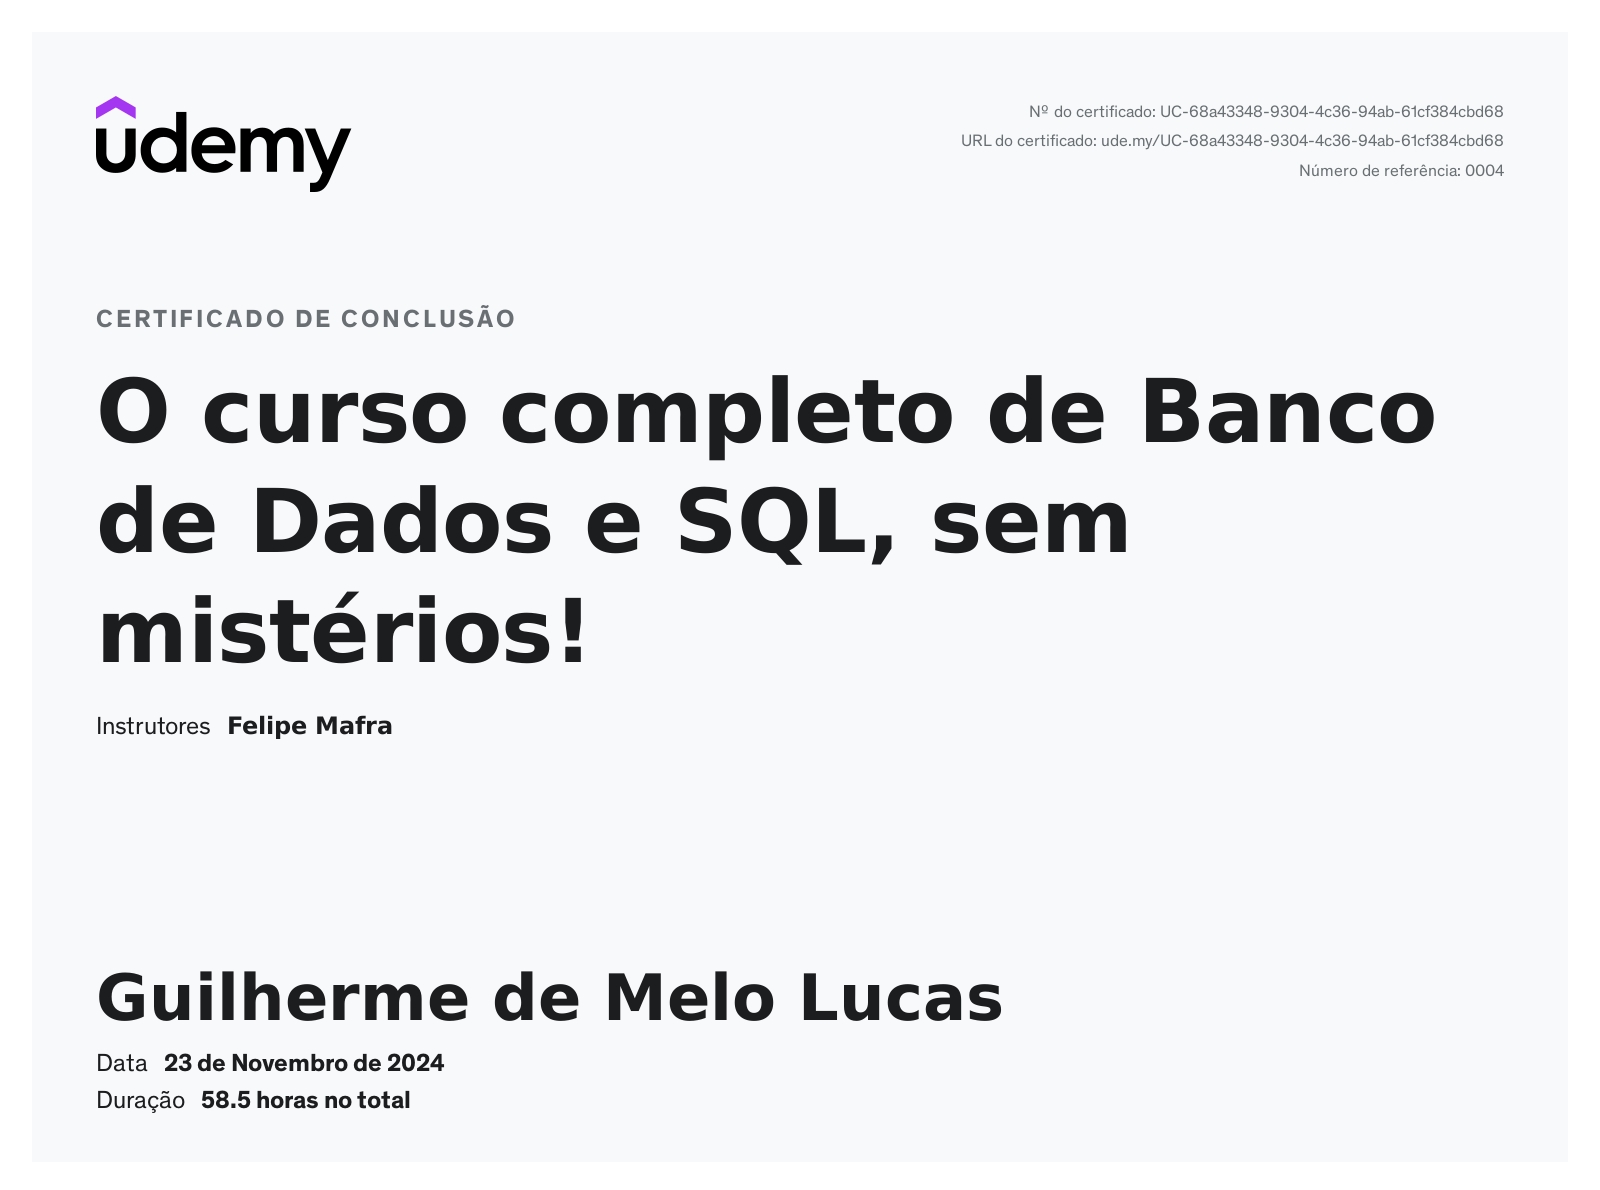 udemy
Nº do certificado: UC-68a43348-9304-4c36-94ab-61cf384cbd68
URL do certificado: ude.my/UC-68a43348-9304-4c36-94ab-61cf384cbd68
Número de referência: 0004
CERTIFICADO DE CONCLUSÃO
O curso completo de Banco
de Dados e SQL, sem
mistérios!
Instrutores Felipe Mafra
Guilherme de Melo Lucas
Data 23 de Novembro de 2024
Duração 58.5 horas no total